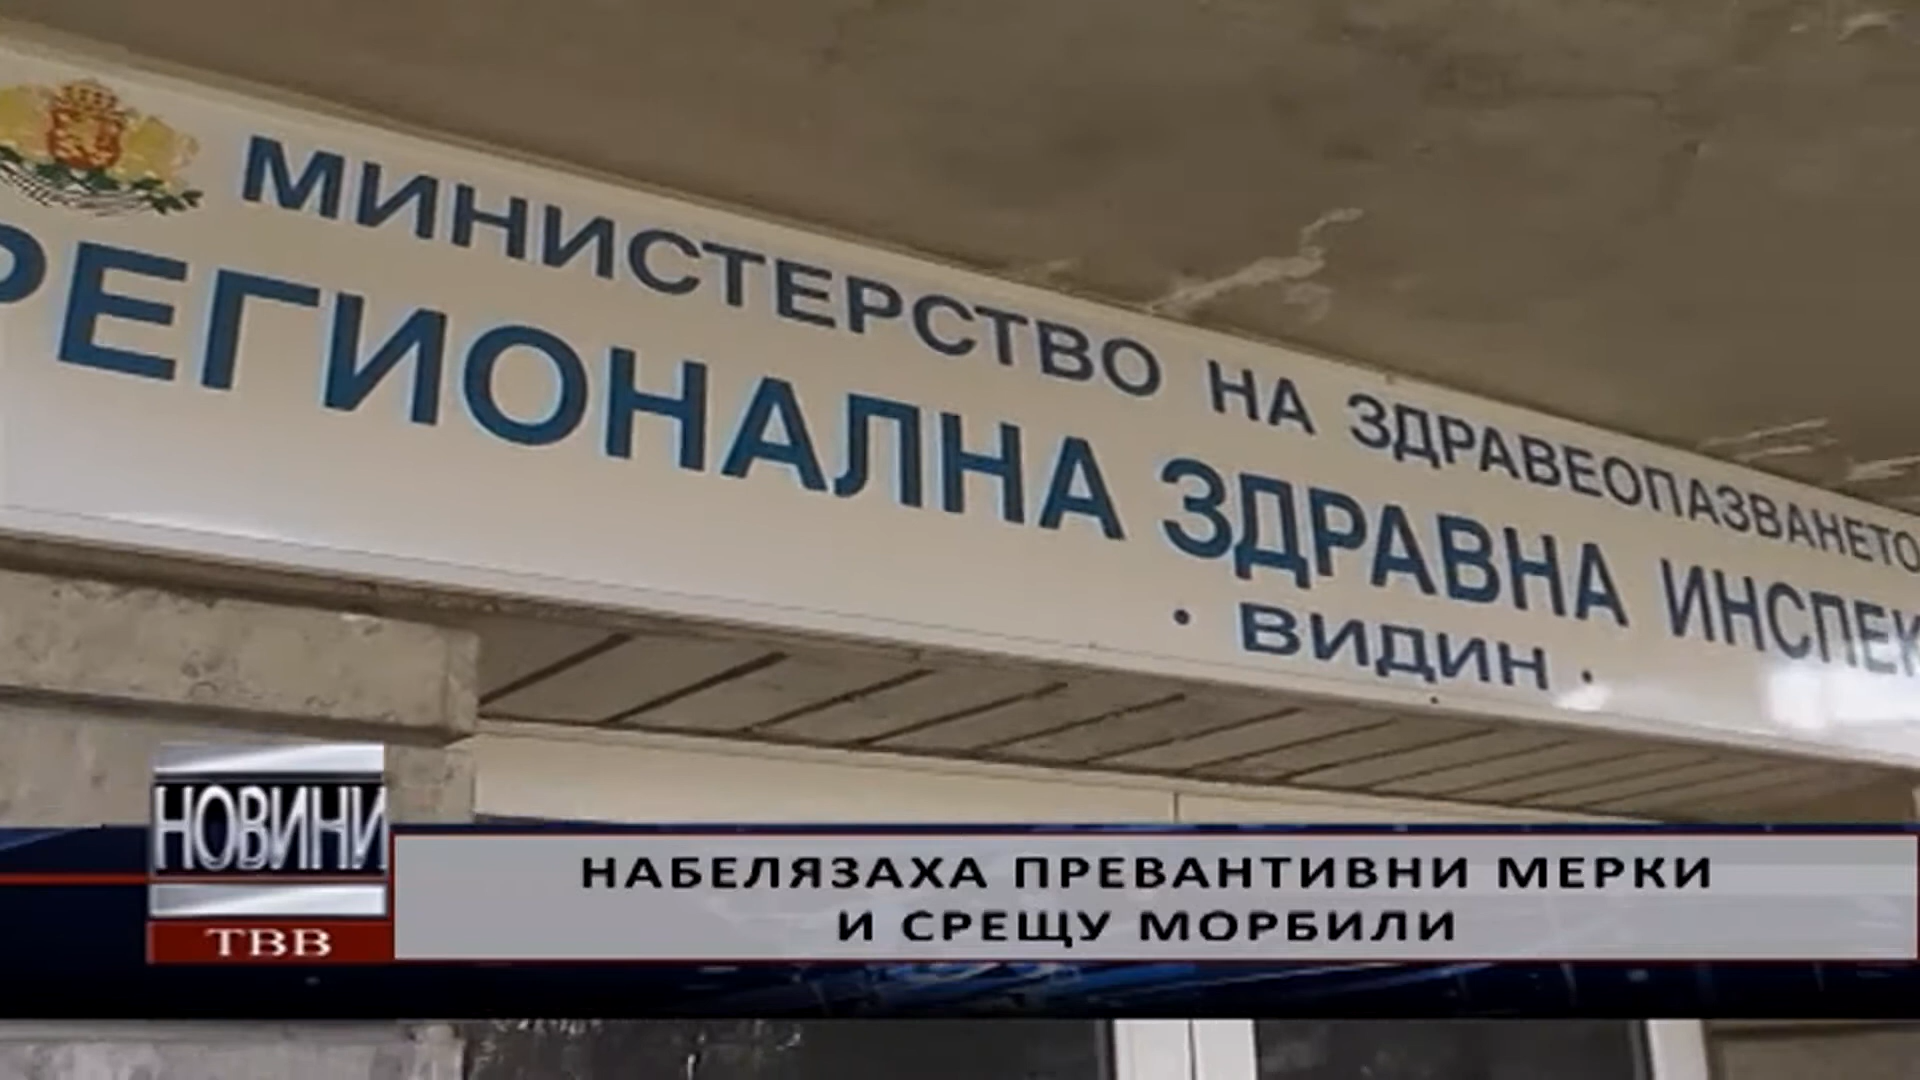 МИНИСТЕРСТВО НА ЗДРАВЕОПАЗВАНЕТО
РЕГИОНАЛНА ЗДРАВНА ИНСПЕК
• ВИДИН •
НОВИНИ
ТВВ
НАБЕЛЯЗАХА ПРЕВАНТИВНИ МЕРКИ
И СРЕЩУ МОРБИЛИ